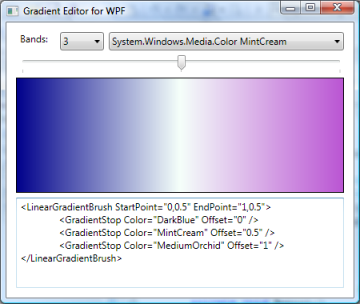 Gradient Editor for WPF
Bands: 3 System.Windows.Media.Color MintCream
<LinearGradientBrush StartPoint="0,0.5" EndPoint="1,0.5">
<GradientStop Color="DarkBlue" Offset="0" />
<GradientStop Color="MintCream" Offset="0.5" />
<GradientStop Color="MediumOrchid" Offset="1" />
</LinearGradientBrush>